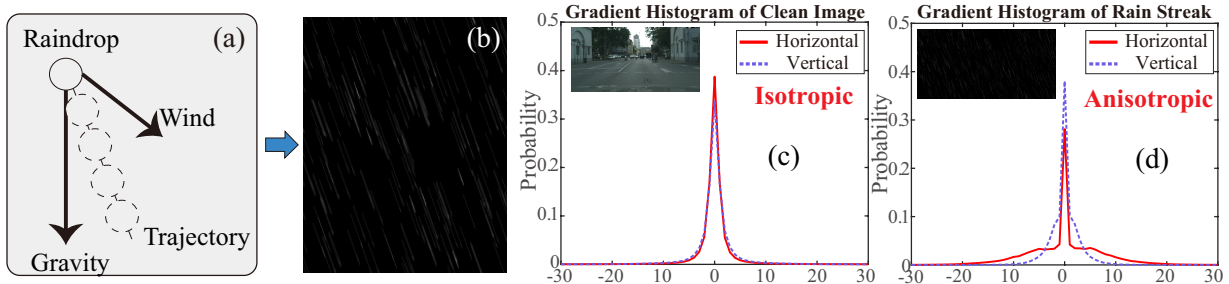 (a)
Raindrop
Wind
Trajectory
Gravity
(b)
Gradient Histogram of Clean Image
Probability
0.5
0.4
0.3
0.2
0.1
0
-30
-20
-10
0
10
20
30
Horizontal
Vertical
Isotropic
(c)
Gradient Histogram of Rain Streak
Probability
0.5
0.4
0.3
0.2
0.1
0
-30
-20
-10
0
10
20
30
Horizontal
Vertical
Anisotropic
(d)